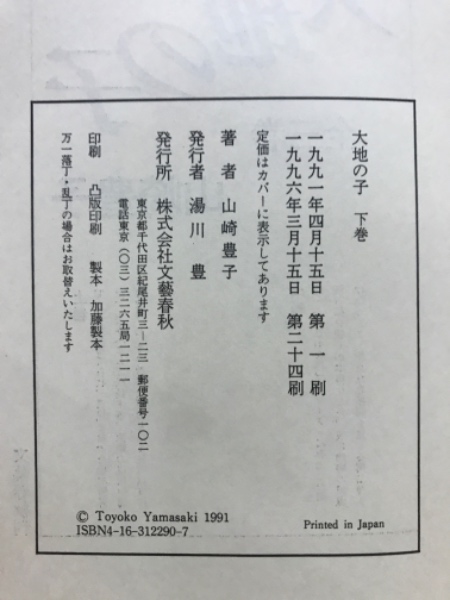 大地の子 下巻
一九九一年四月十五日 第一刷
一九九六年三月十五日 第二十四刷
定価はカバーに表示してあります
著者 山崎豊子
発行者 湯川豊
発行所 株式会社文藝春秋
東京都千代田区紀尾井町三―二三 郵便番号一〇二
電話東京(〇三)三二六五局一二一一
印刷 凸版印刷 製本 加藤製本
万一落丁・乱丁の場合はお取替えいたします
© Toyoko Yamasaki 1991
ISBN4-16-312290-7
Printed in Japan